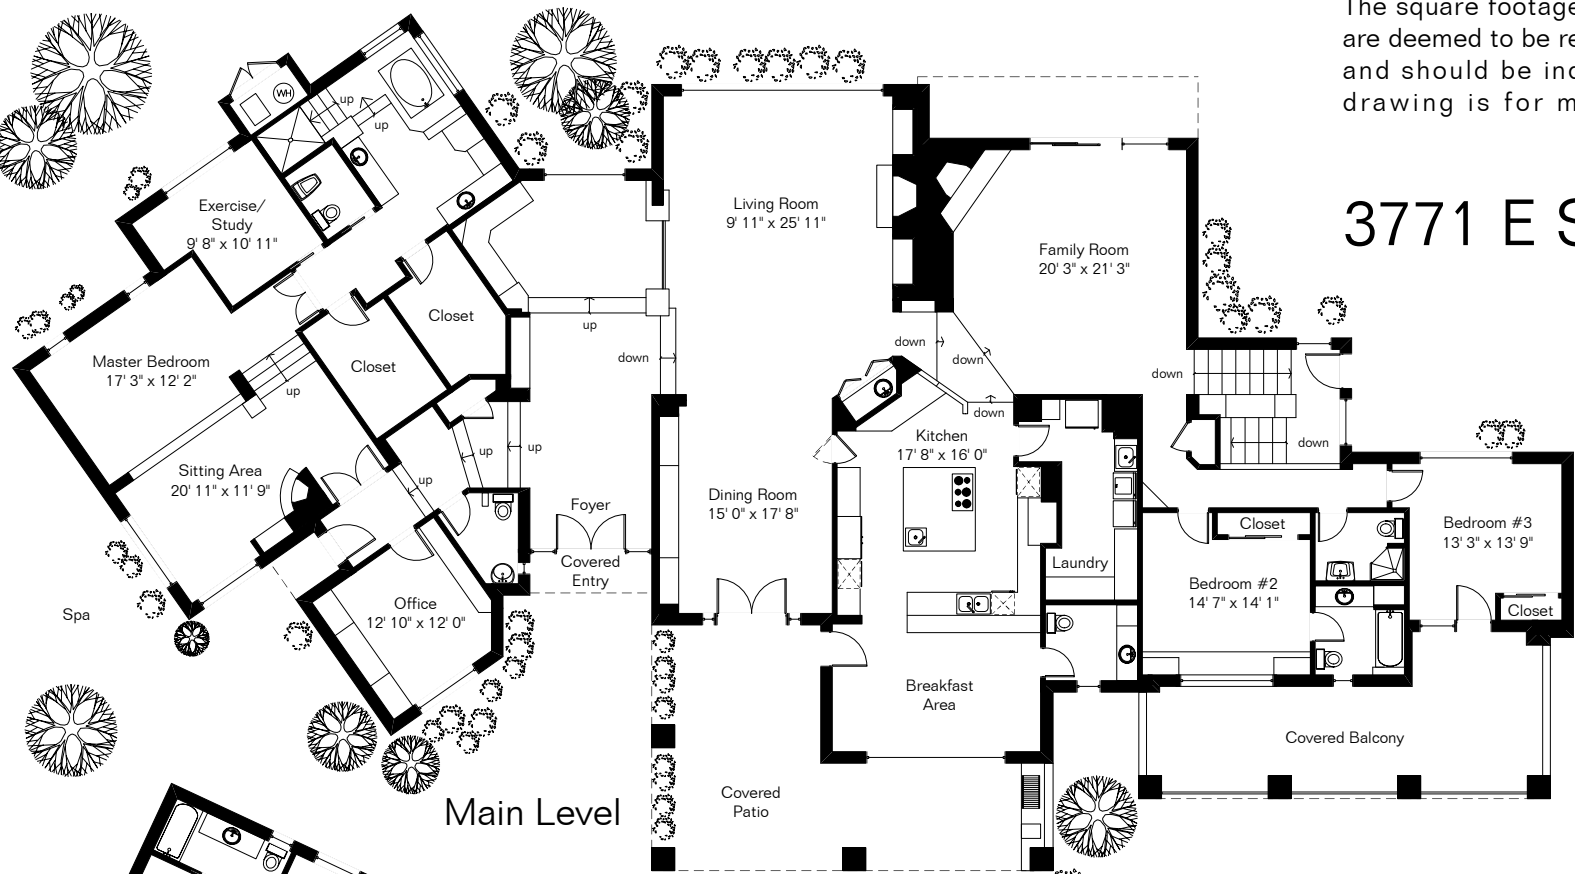 The square footage
are deemed to be re
and should be inc
drawing is for m
3771 E S
WH
up
up
Exercise/
Study
9' 8" x 10' 11"
Living Room
9' 11" x 25' 11"
Family Room
20' 3" x 21' 3"
Closet
up
Master Bedroom
17' 3" x 12' 2"
Closet
up
down
down
down
down
down
down
Kitchen
17' 8" x 16' 0"
up
up
Sitting Area
20' 11" x 11' 9"
up
Dining Room
15' 0" x 17' 8"
Foyer
Covered
Entry
Laundry
Closet
Bedroom #3
13' 3" x 13' 9"
Bedroom #2
14' 7" x 14' 1"
Closet
Office
12' 10" x 12' 0"
Spa
Breakfast
Area
Covered Balcony
Covered
Patio
Main Level